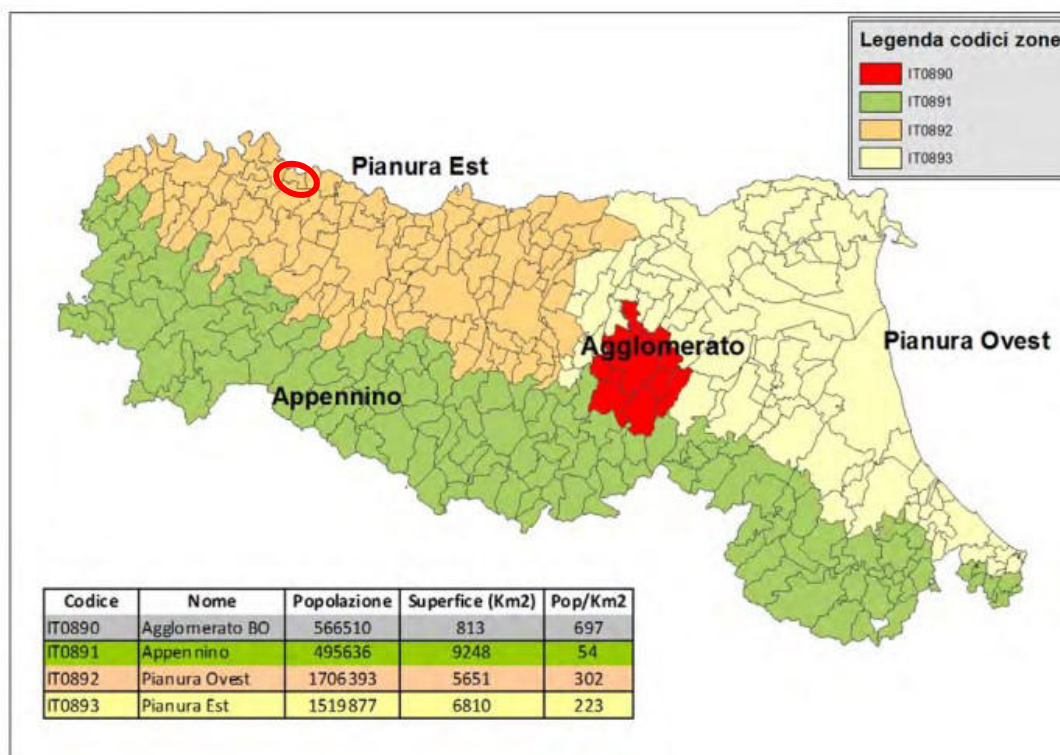 Legenda codici zone
IT0890
IT0891
IT0892
IT0893
Pianura Est
Agglomerato
Pianura Ovest
Appennino
Codice Nome Popolazione Superfice (Km2) Pop/Km2
IT0890 Agglomerato BO 566510 813 697
IT0891 Appennino 495636 9248 54
IT0892 Pianura Ovest 1706393 5651 302
IT0893 Pianura Est 1519877 6810 223